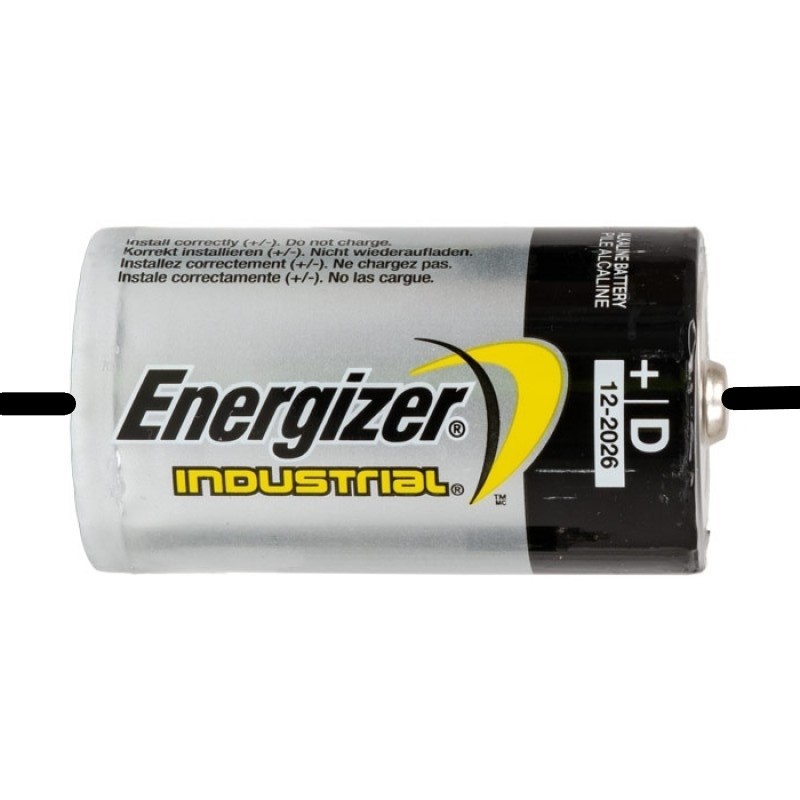 Install correctly (+/-). Do not charge.
Korrekt installieren (+/-). Nicht wiederaufladen.
Installez correctement (+/-). Ne chargez pas.
Instale correctamente (+/-). No las cargue.
Energizer®
INDUSTRIAL®
TM
MC
ALKALINE BATTERY
PILE ALCALINE
+ D
12-2026